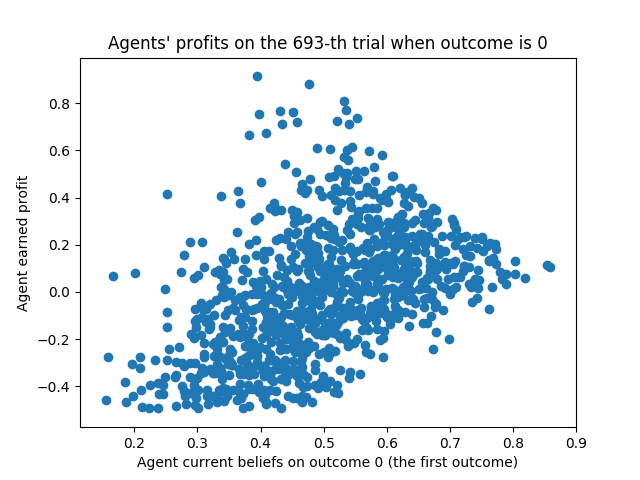 Agents' profits on the 693-th trial when outcome is 0
Agent earned profit
0.8
0.6
0.4
0.2
0.0
−0.2
−0.4
0.2 0.3 0.4 0.5 0.6 0.7 0.8 0.9
Agent current beliefs on outcome 0 (the first outcome)